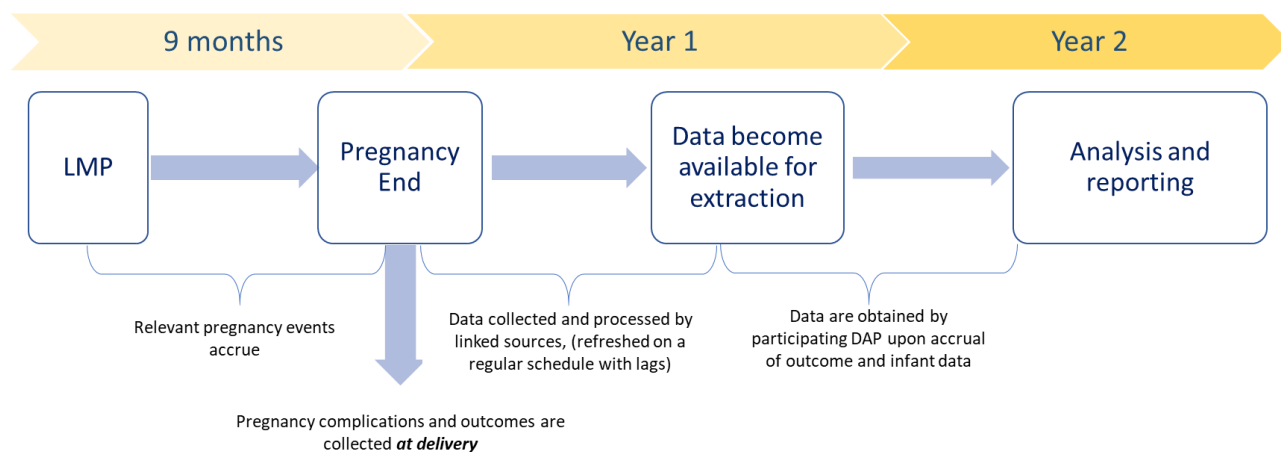 9 months
Year 1
Year 2
LMP
Pregnancy
End
Data become
available for
extraction
Analysis and
reporting
Relevant pregnancy events
accrue
Data collected and processed by
linked sources, (refreshed on a
regular schedule with lags)
Data are obtained by
participating DAP upon accrual
of outcome and infant data
Pregnancy complications and outcomes are
collected at delivery